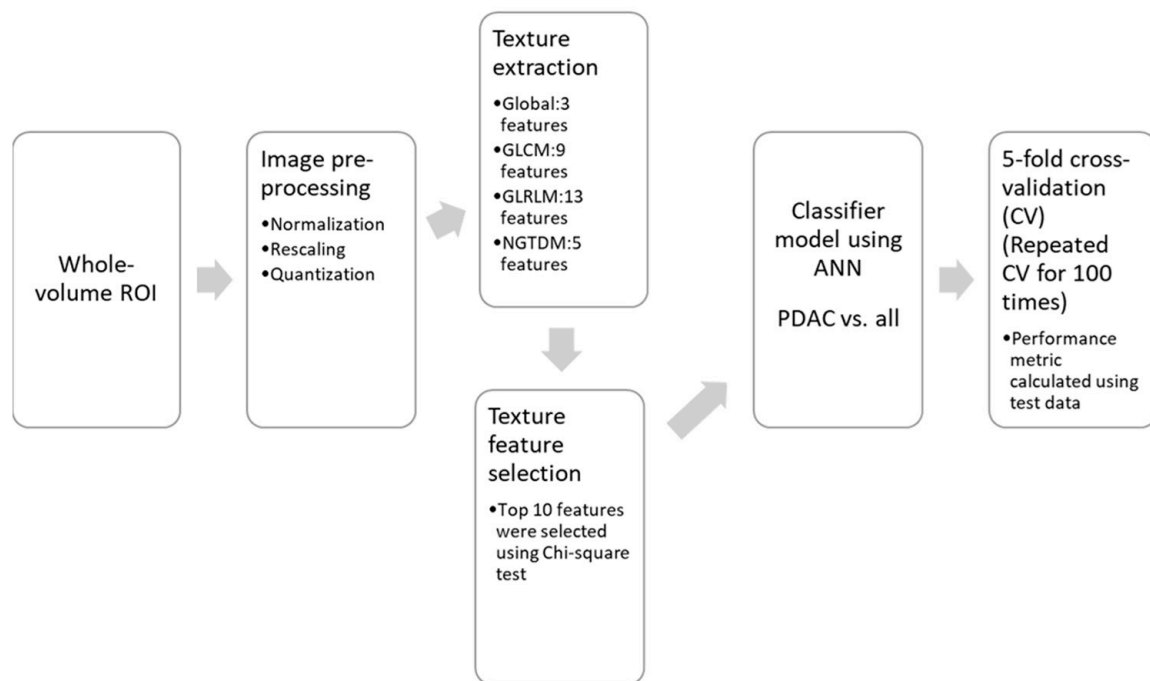 Whole-
volume ROI
Image pre-
processing
•Normalization
•Rescaling
•Quantization
Texture
extraction
•Global:3
features
•GLCM:9
features
•GLRLM:13
features
•NGTDM:5
features
Texture
feature
selection
•Top 10 features
were selected
using Chi-square
test
Classifier
model using
ANN
PDAC vs. all
5-fold cross-
validation
(CV)
(Repeated
CV for 100
times)
•Performance
metric
calculated using
test data